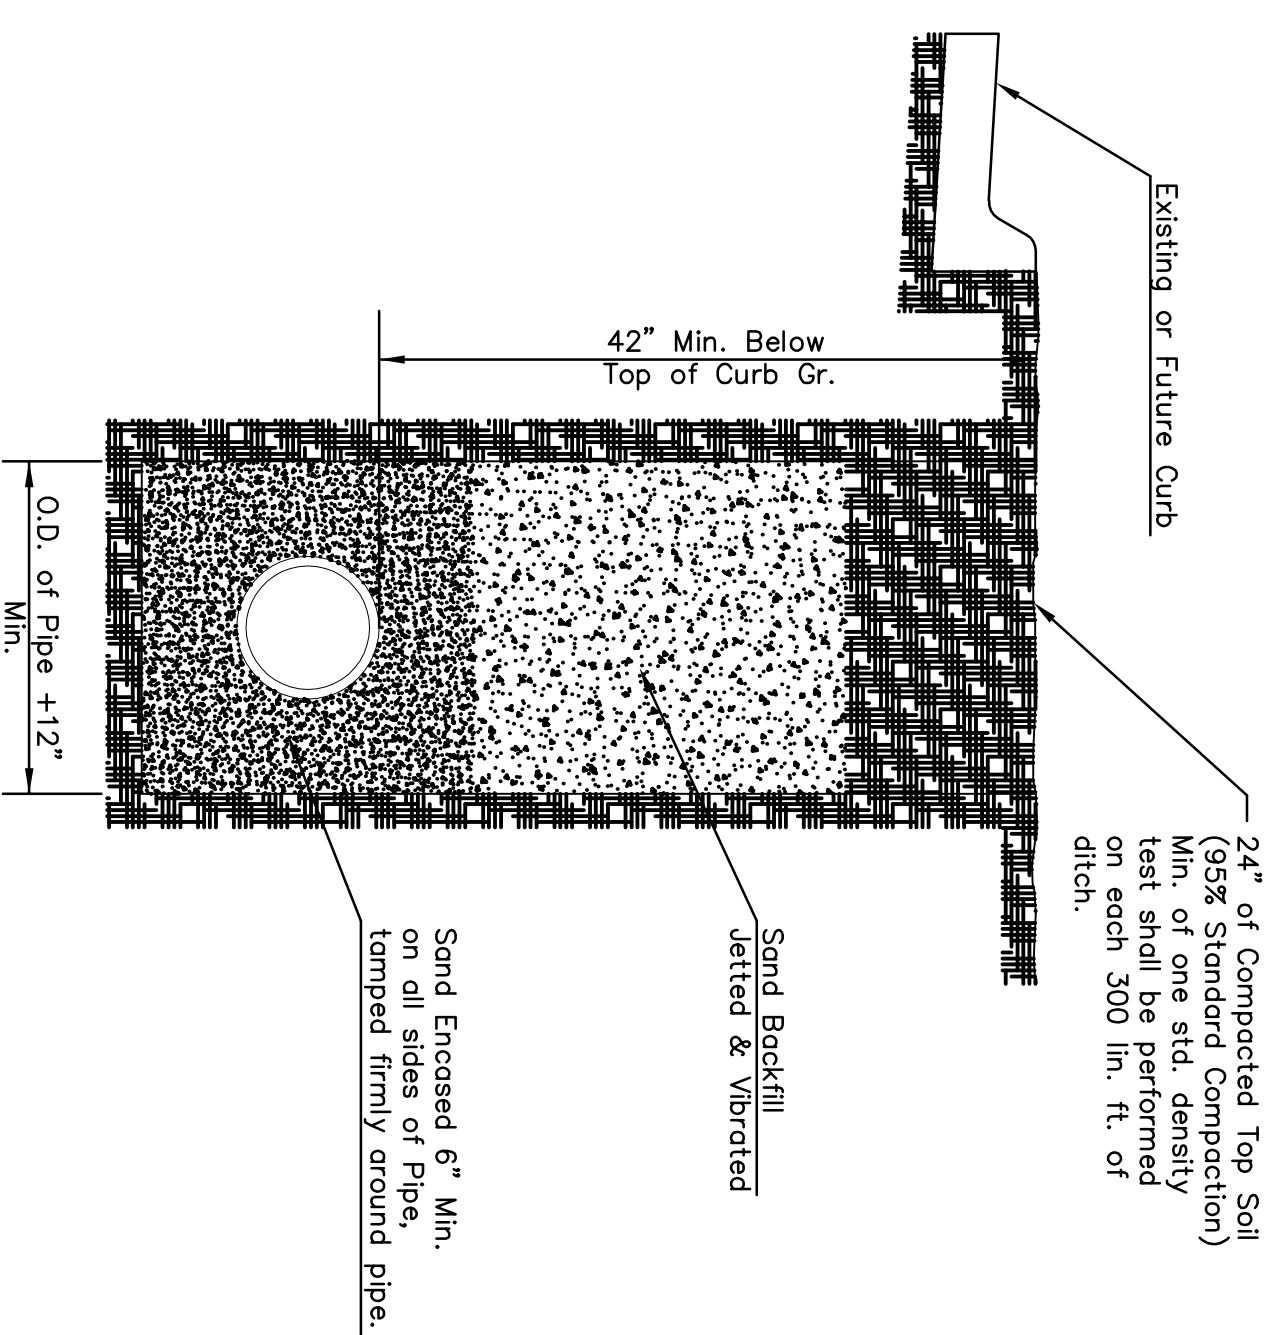 Existing or Future Curb
24" of Compacted Top Soil
(95% Standard Compaction)
Min. of one std. density
test shall be performed
on each 300 lin. ft. of
ditch.
42" Min. Below
Top of Curb Gr.
Sand Backfill
Jetted & Vibrated
Sand Encased 6" Min.
on all sides of Pipe,
tamped firmly around pipe.
O.D. of Pipe +12"
Min.